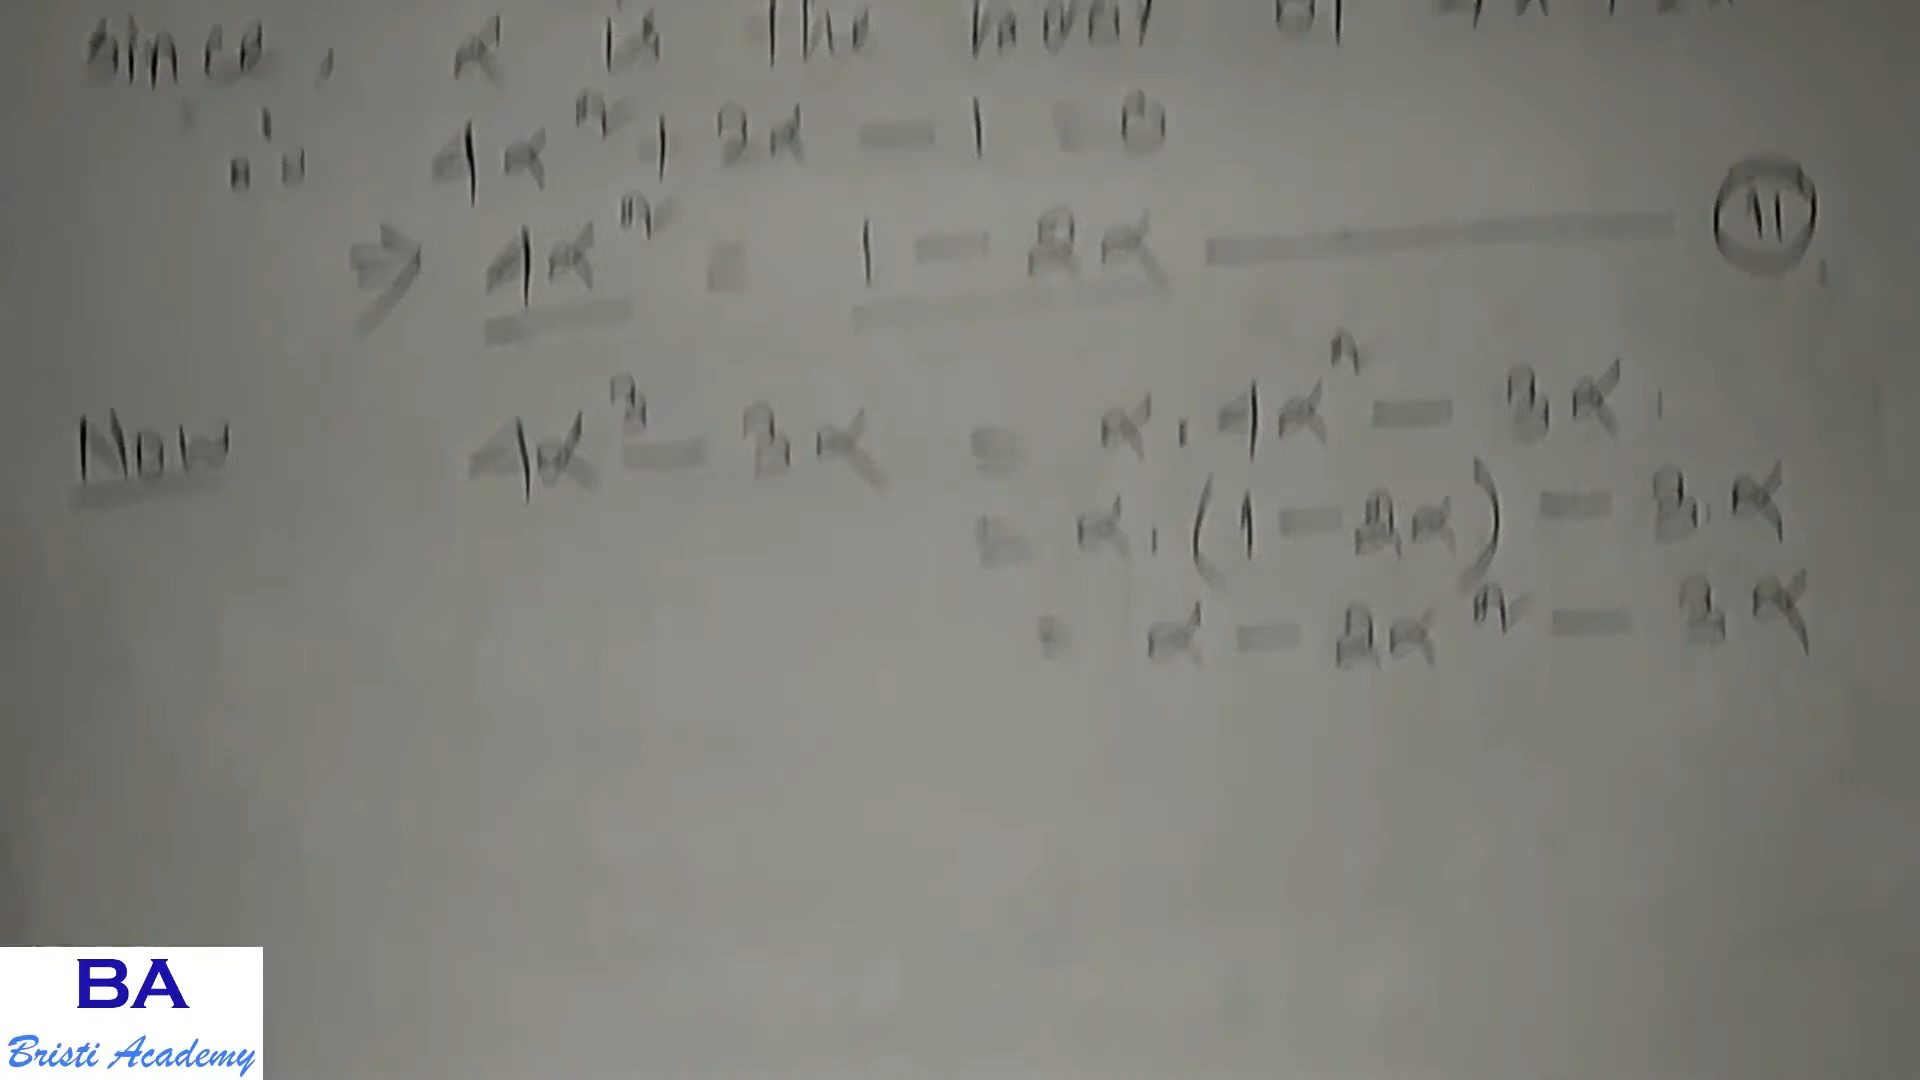 Since, α is the root of
∴ 4α² + 2α - 1 = 0
⇒ 4α² = 1 - 2α ——— (ii)
Now 4α³ - 3α = α . 4α² - 3α .
= α . (1 - 2α) - 3 . α
= α - 2α² - 3α
BA
Bristi Academy